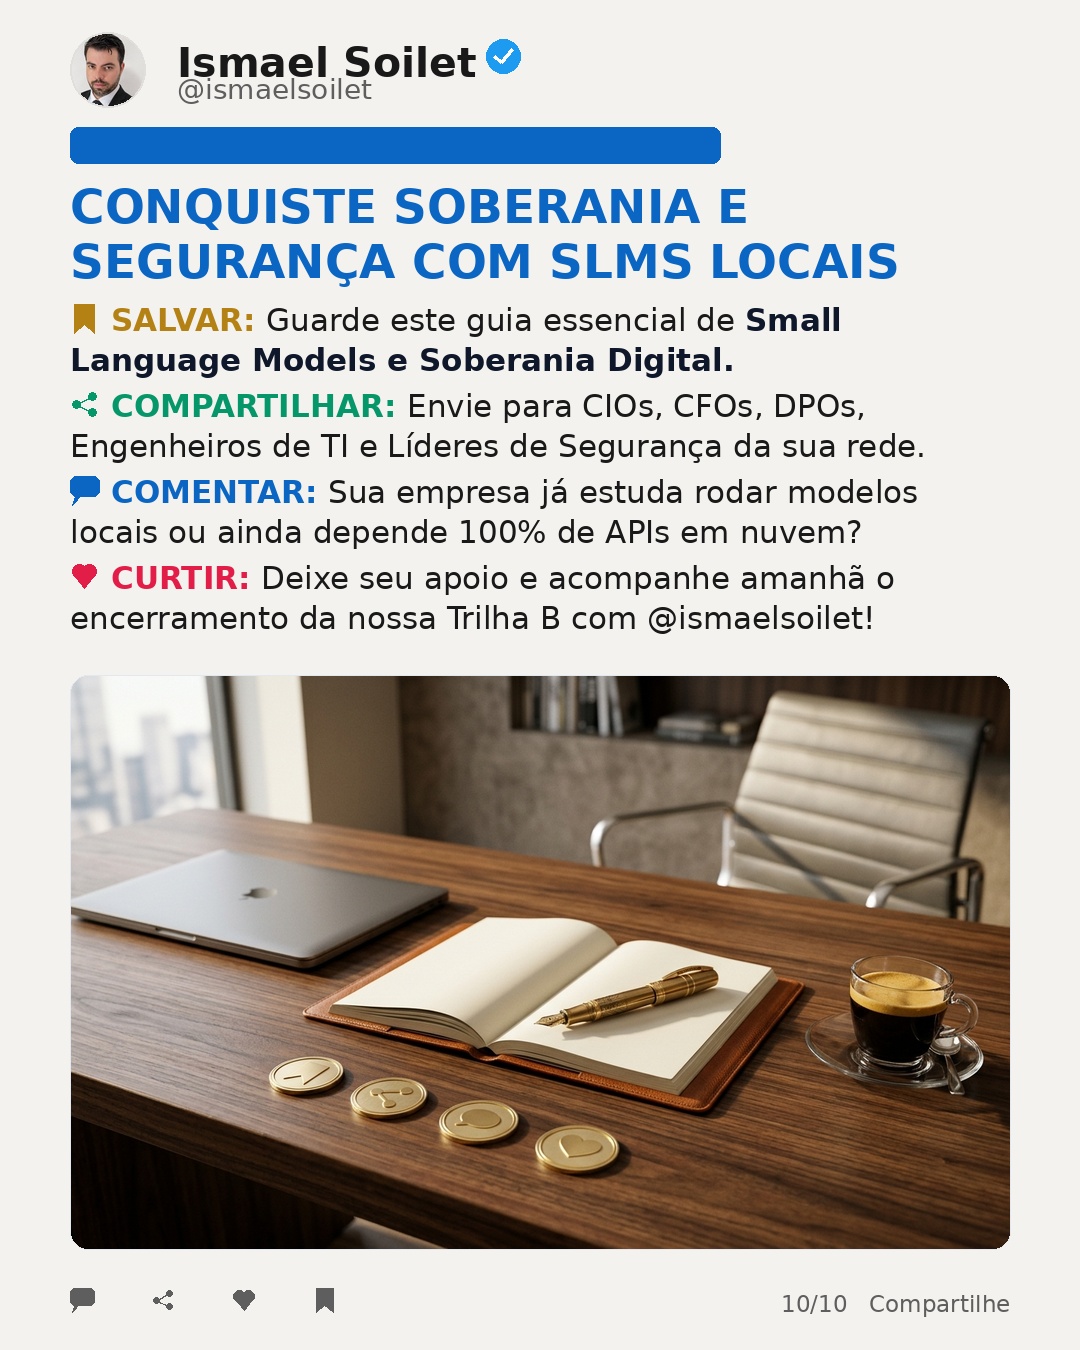 Ismael Soilet
@ismaelsoilet
CONQUISTE SOBERANIA E
SEGURANÇA COM SLMS LOCAIS
SALVAR: Guarde este guia essencial de Small
Language Models e Soberania Digital.
COMPARTILHAR: Envie para CIOs, CFOs, DPOs,
Engenheiros de TI e Líderes de Segurança da sua rede.
COMENTAR: Sua empresa já estuda rodar modelos
locais ou ainda depende 100% de APIs em nuvem?
CURTIR: Deixe seu apoio e acompanhe amanhã o
encerramento da nossa Trilha B com @ismaelsoilet!
10/10 Compartilhe